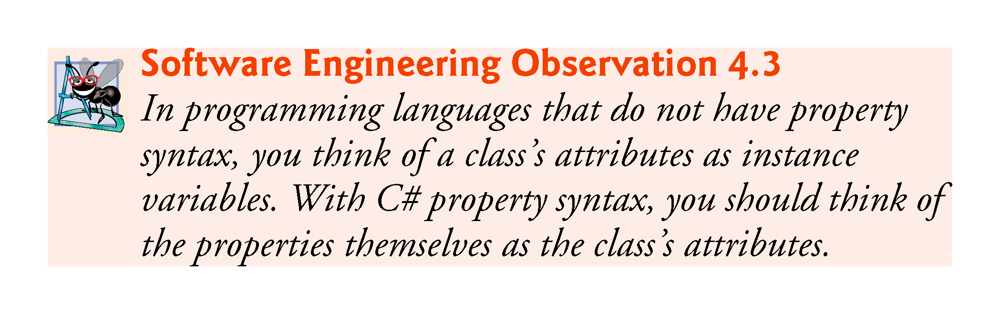 Software Engineering Observation 4.3
In programming languages that do not have property
syntax, you think of a class’s attributes as instance
variables. With C# property syntax, you should think of
the properties themselves as the class’s attributes.
43